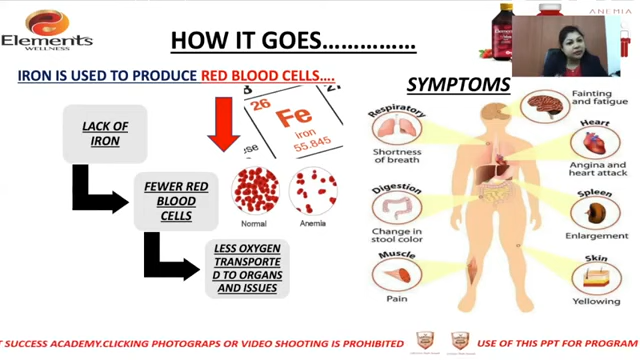 Elements
WELLNESS
HOW IT GOES……………
ANEMIA
IRON IS USED TO PRODUCE RED BLOOD CELLS….
SYMPTOMS
LACK OF
IRON
26
Fe
iron
55.845
FEWER RED
BLOOD
CELLS
Normal
Anemia
LESS OXYGEN
TRANSPORTE
D TO ORGANS
AND ISSUES
Respiratory
Shortness
of breath
Digestion
Change in
stool color
Muscle
Pain
Fainting
and fatigue
Heart
Angina and
heart attack
Spleen
Enlargement
Skin
Yellowing
T SUCCESS ACADEMY.CLICKING PHOTOGRAPS OR VIDEO SHOOTING IS PROHIBITED
USE OF THIS PPT FOR PROGRAM